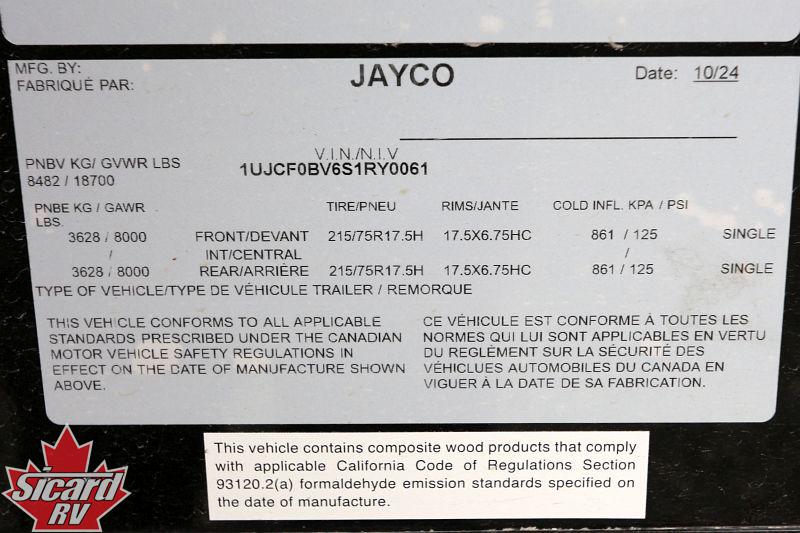 MFG. BY: JAYCO Date: 10/24
FABRIQUÉ PAR:
V.I.N./N.I.V
PNBV KG/ GVWR LBS 1UJCF0BV6S1RY0061
8482 / 18700
PNBE KG / GAWR TIRE/PNEU RIMS/JANTE COLD INFL. KPA / PSI
LBS.
3628 / 8000 FRONT/DEVANT 215/75R17.5H 17.5X6.75HC 861 / 125 SINGLE
/ INT/CENTRAL /
3628 / 8000 REAR/ARRIÈRE 215/75R17.5H 17.5X6.75HC 861 / 125 SINGLE
TYPE OF VEHICLE/TYPE DE VÉHICULE TRAILER / REMORQUE
THIS VEHICLE CONFORMS TO ALL APPLICABLE
STANDARDS PRESCRIBED UNDER THE CANADIAN
MOTOR VEHICLE SAFETY REGULATIONS IN
EFFECT ON THE DATE OF MANUFACTURE SHOWN
ABOVE.
CE VÉHICULE EST CONFORME À TOUTES LES
NORMES QUI LUI SONT APPLICABLES EN VERTU
DU REGLËMENT SUR LA SÉCURITÉ DES
VÉHICLUES AUTOMOBILES DU CANADA EN
VIGUER À LA DATE DE SA FABRICATION.
This vehicle contains composite wood products that comply
with applicable California Code of Regulations Section
93120.2(a) formaldehyde emission standards specified on
the date of manufacture.
Sicard
RV